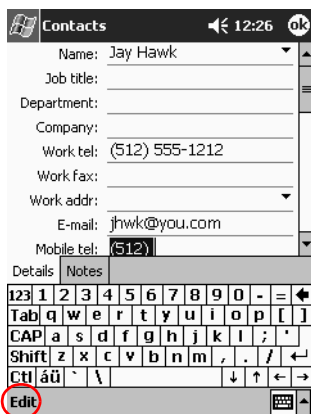 Contacts 12:26 ok
Name: Jay Hawk
Job title:
Department:
Company:
Work tel: (512) 555-1212
Work fax:
Work addr:
E-mail: jhwk@you.com
Mobile tel: (512)
Details Notes
123 1 2 3 4 5 6 7 8 9 0 - =
Tab q w e r t y u i o p [ ]
CAP a s d f g h j k l ; '
Shift z x c v b n m , . /
Ctl áü ` \
Edit